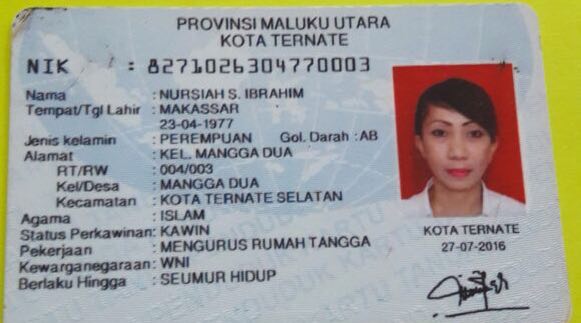 PROVINSI MALUKU UTARA
KOTA TERNATE
NIK : 8271026304770003
Nama : NURSIAH S. IBRAHIM
Tempat/Tgl Lahir : MAKASSAR
23-04-1977
Jenis kelamin : PEREMPUAN Gol. Darah : AB
Alamat : KEL. MANGGA DUA
RT/RW : 004/003
Kel/Desa : MANGGA DUA
Kecamatan : KOTA TERNATE SELATAN
Agama : ISLAM
Status Perkawinan: KAWIN
Pekerjaan : MENGURUS RUMAH TANGGA
Kewarganegaraan: WNI
Berlaku Hingga : SEUMUR HIDUP
KOTA TERNATE
27-07-2016